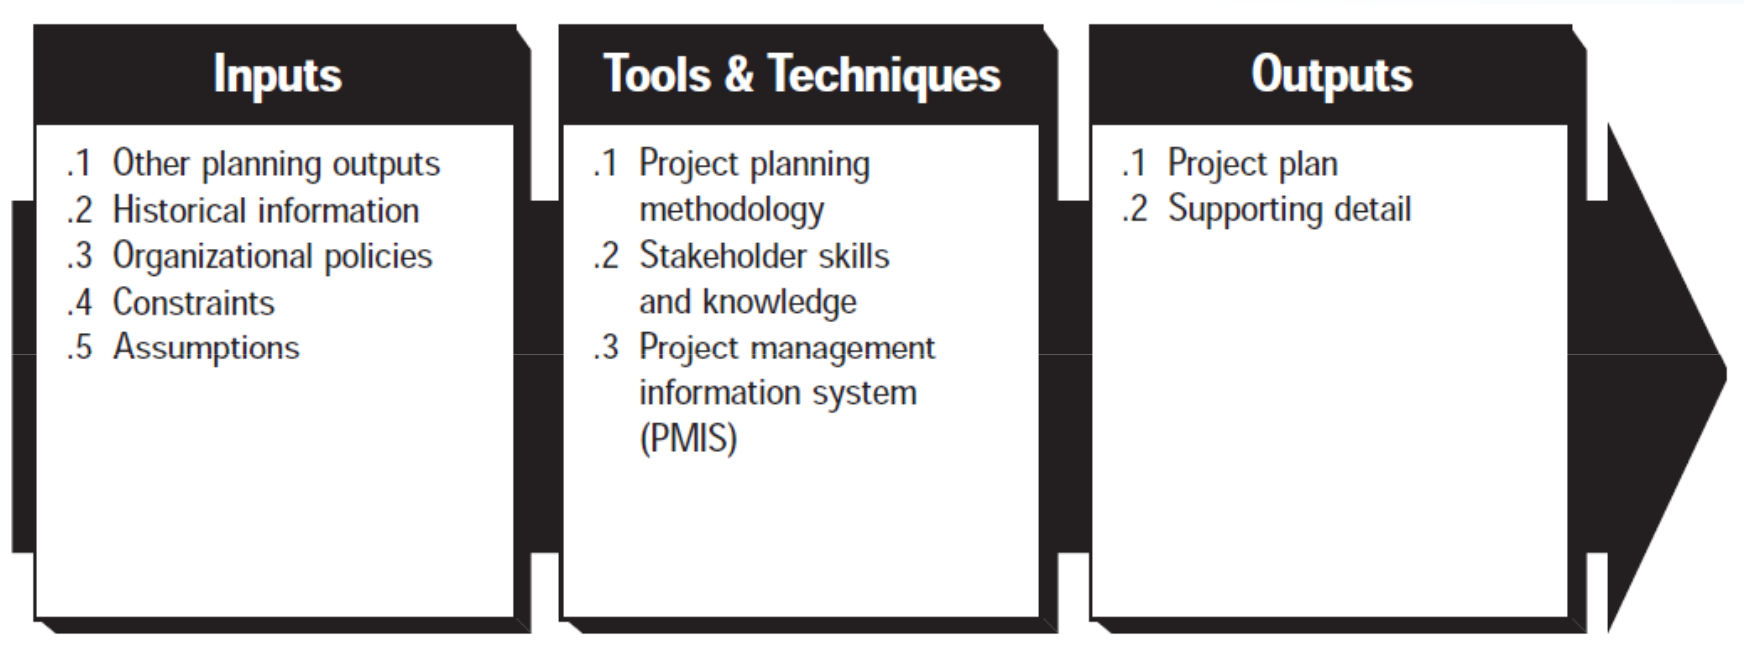 Inputs
.1 Other planning outputs
.2 Historical information
.3 Organizational policies
.4 Constraints
.5 Assumptions
Tools & Techniques
.1 Project planning
methodology
.2 Stakeholder skills
and knowledge
.3 Project management
information system
(PMIS)
Outputs
.1 Project plan
.2 Supporting detail